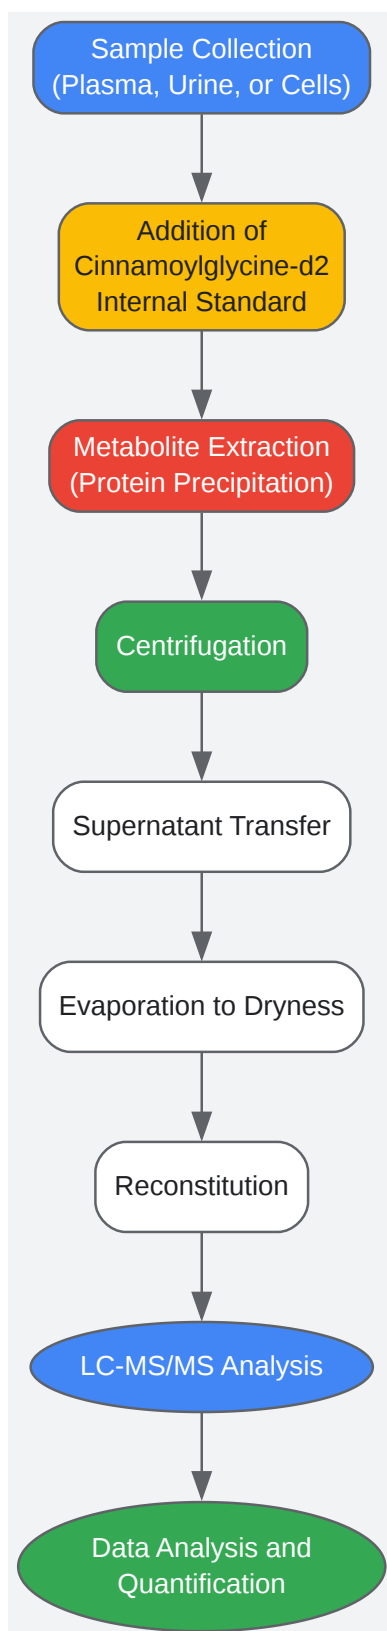 Sample Collection
(Plasma, Urine, or Cells)
Addition of
Cinnamoylglycine-d2
Internal Standard
Metabolite Extraction
(Protein Precipitation)
Centrifugation
Supernatant Transfer
Evaporation to Dryness
Reconstitution
LC-MS/MS Analysis
Data Analysis and
Quantification